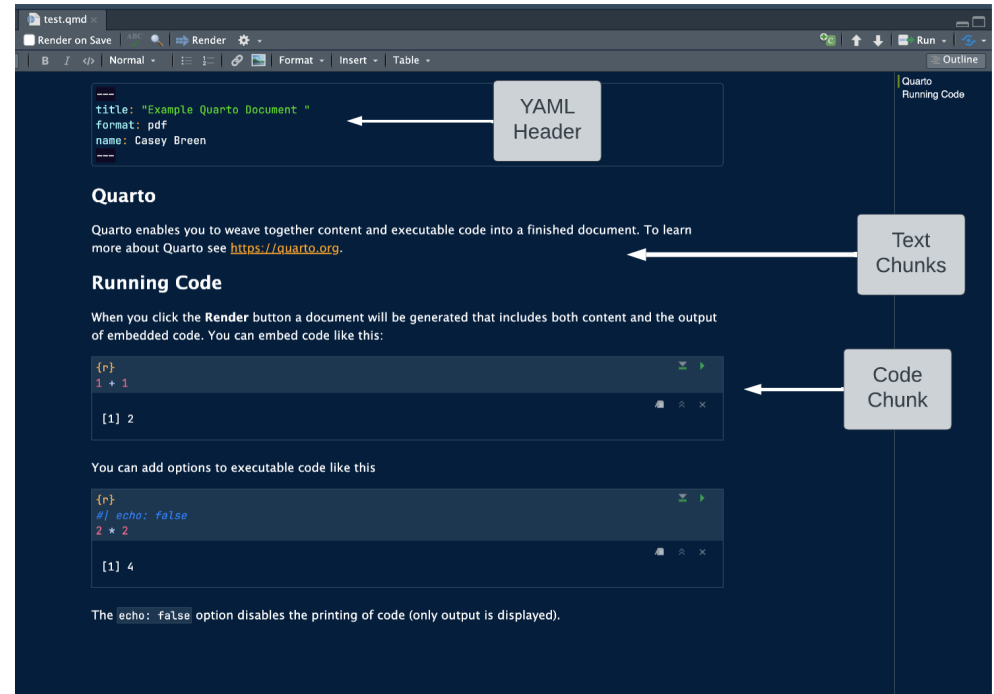 test.qmd
Render on Save ABC Render Run
B I </> Normal Format Insert Table Outline
Quarto
Running Code
---
title: "Example Quarto Document "
format: pdf
name: Casey Breen
---
YAML
Header
Quarto
Quarto enables you to weave together content and executable code into a finished document. To learn
more about Quarto see https://quarto.org.
Text
Chunks
Running Code
When you click the Render button a document will be generated that includes both content and the output
of embedded code. You can embed code like this:
{r}
1 + 1
[1] 2
Code
Chunk
You can add options to executable code like this
{r}
#| echo: false
2 * 2
[1] 4
The echo: false option disables the printing of code (only output is displayed).